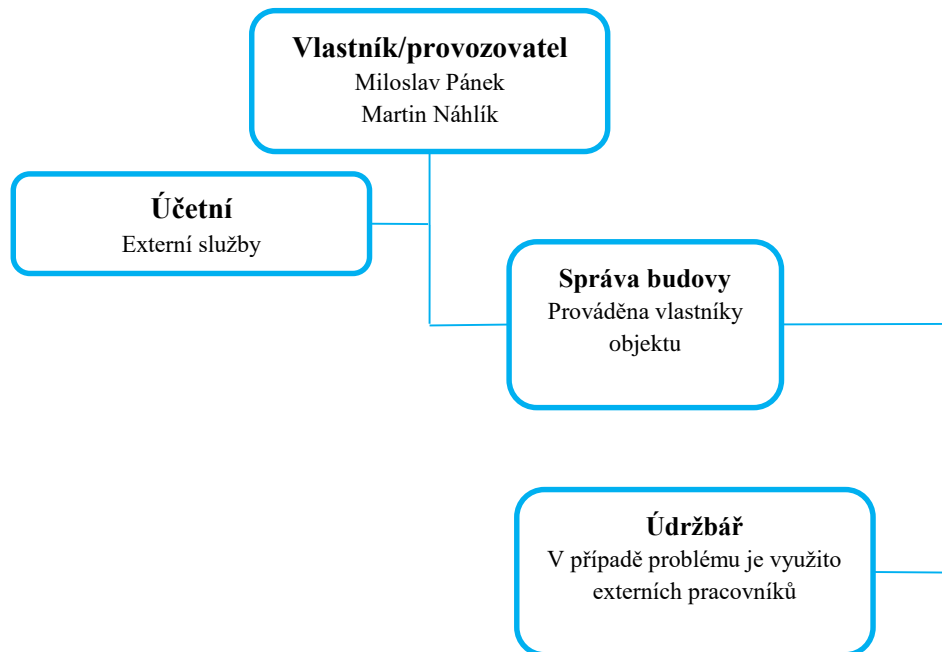 Vlastník/provozovatel
Miloslav Pánek
Martin Náhlík
Účetní
Externí služby
Správa budovy
Prováděna vlastníky
objektu
Údržbář
V případě problému je využito
externích pracovníků